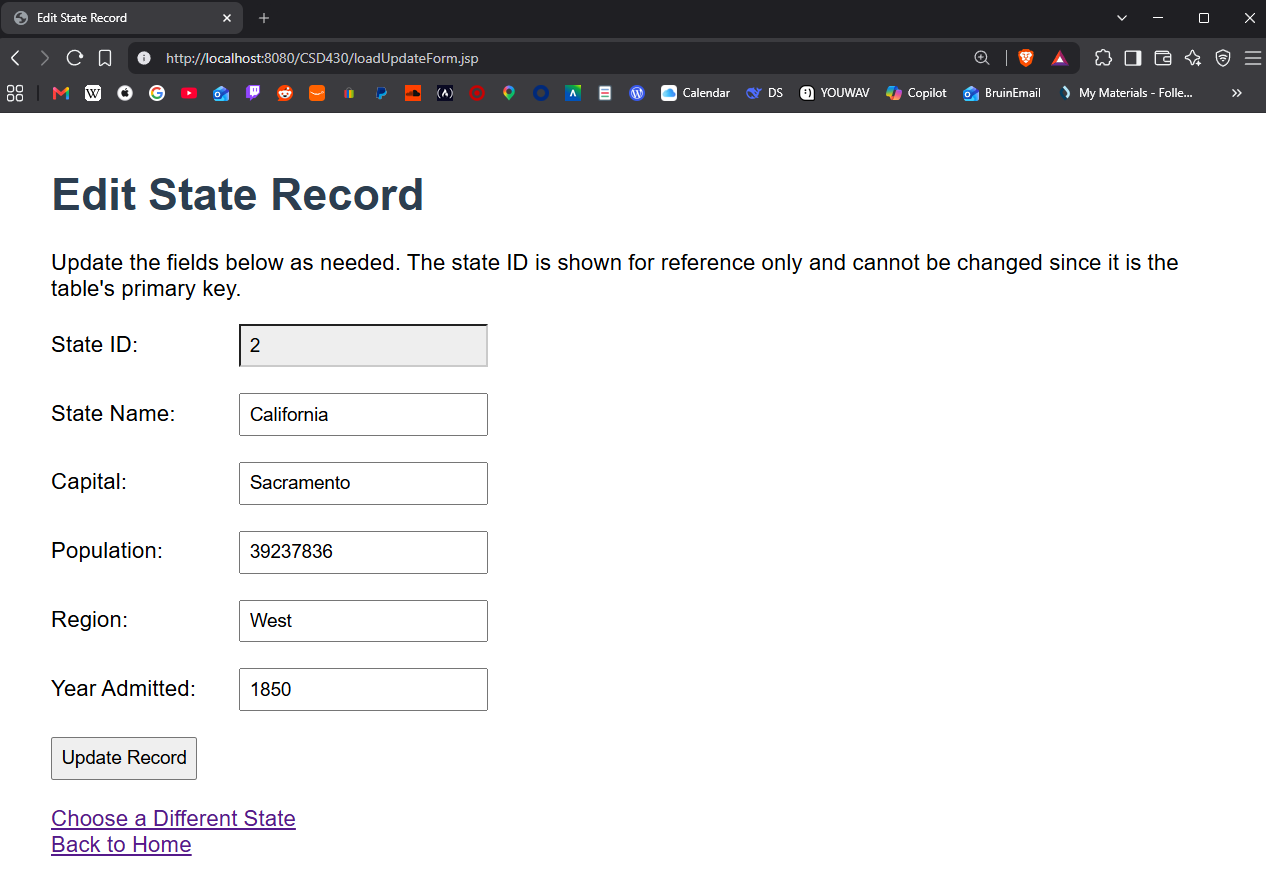 Edit State Record
http://localhost:8080/CSD430/loadUpdateForm.jsp
Calendar DS YOUWAV Copilot BruinEmail My Materials - Folle...
Edit State Record
Update the fields below as needed. The state ID is shown for reference only and cannot be changed since it is the
table's primary key.
State ID: 2
State Name: California
Capital: Sacramento
Population: 39237836
Region: West
Year Admitted: 1850
Update Record
Choose a Different State
Back to Home